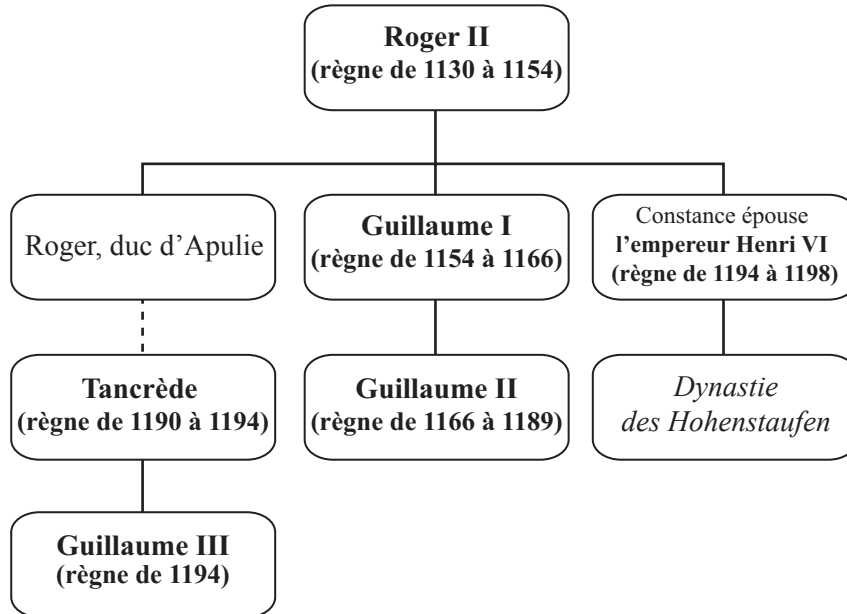 Roger II
(règne de 1130 à 1154)
Roger, duc d’Apulie
Guillaume I
(règne de 1154 à 1166)
Constance épouse
l’empereur Henri VI
(règne de 1194 à 1198)
Tancrède
(règne de 1190 à 1194)
Guillaume II
(règne de 1166 à 1189)
Dynastie
des Hohenstaufen
Guillaume III
(règne de 1194)